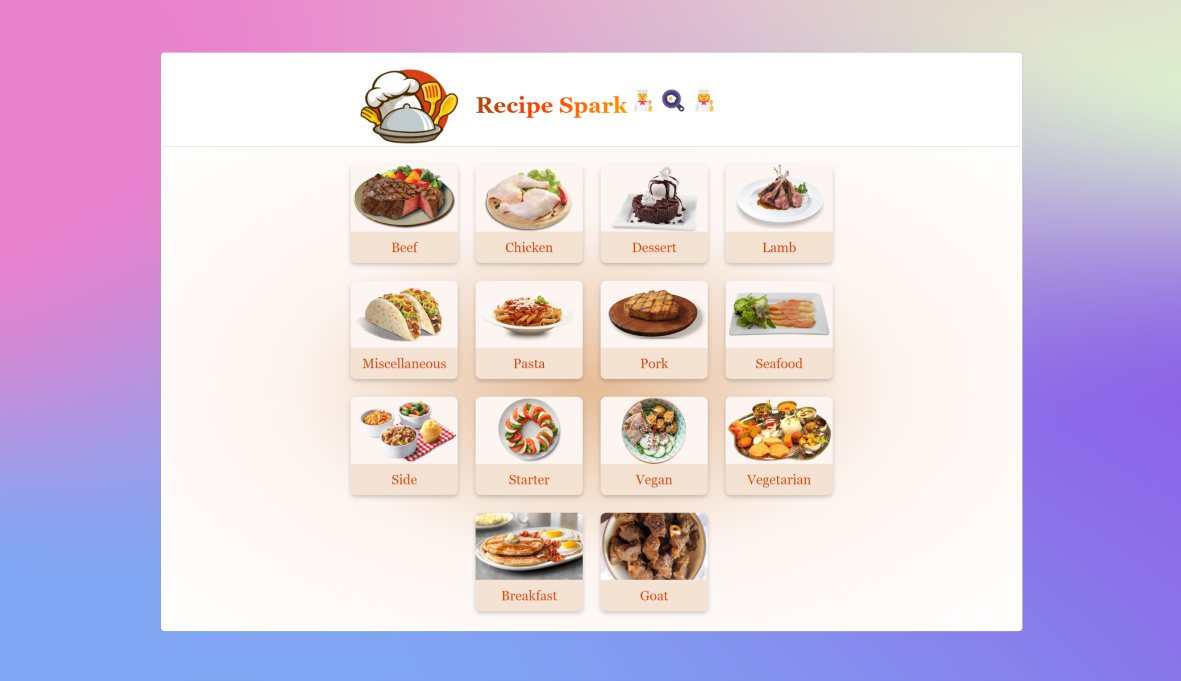 Recipe Spark
Beef
Chicken
Dessert
Lamb
Miscellaneous
Pasta
Pork
Seafood
Side
Starter
Vegan
Vegetarian
Breakfast
Goat